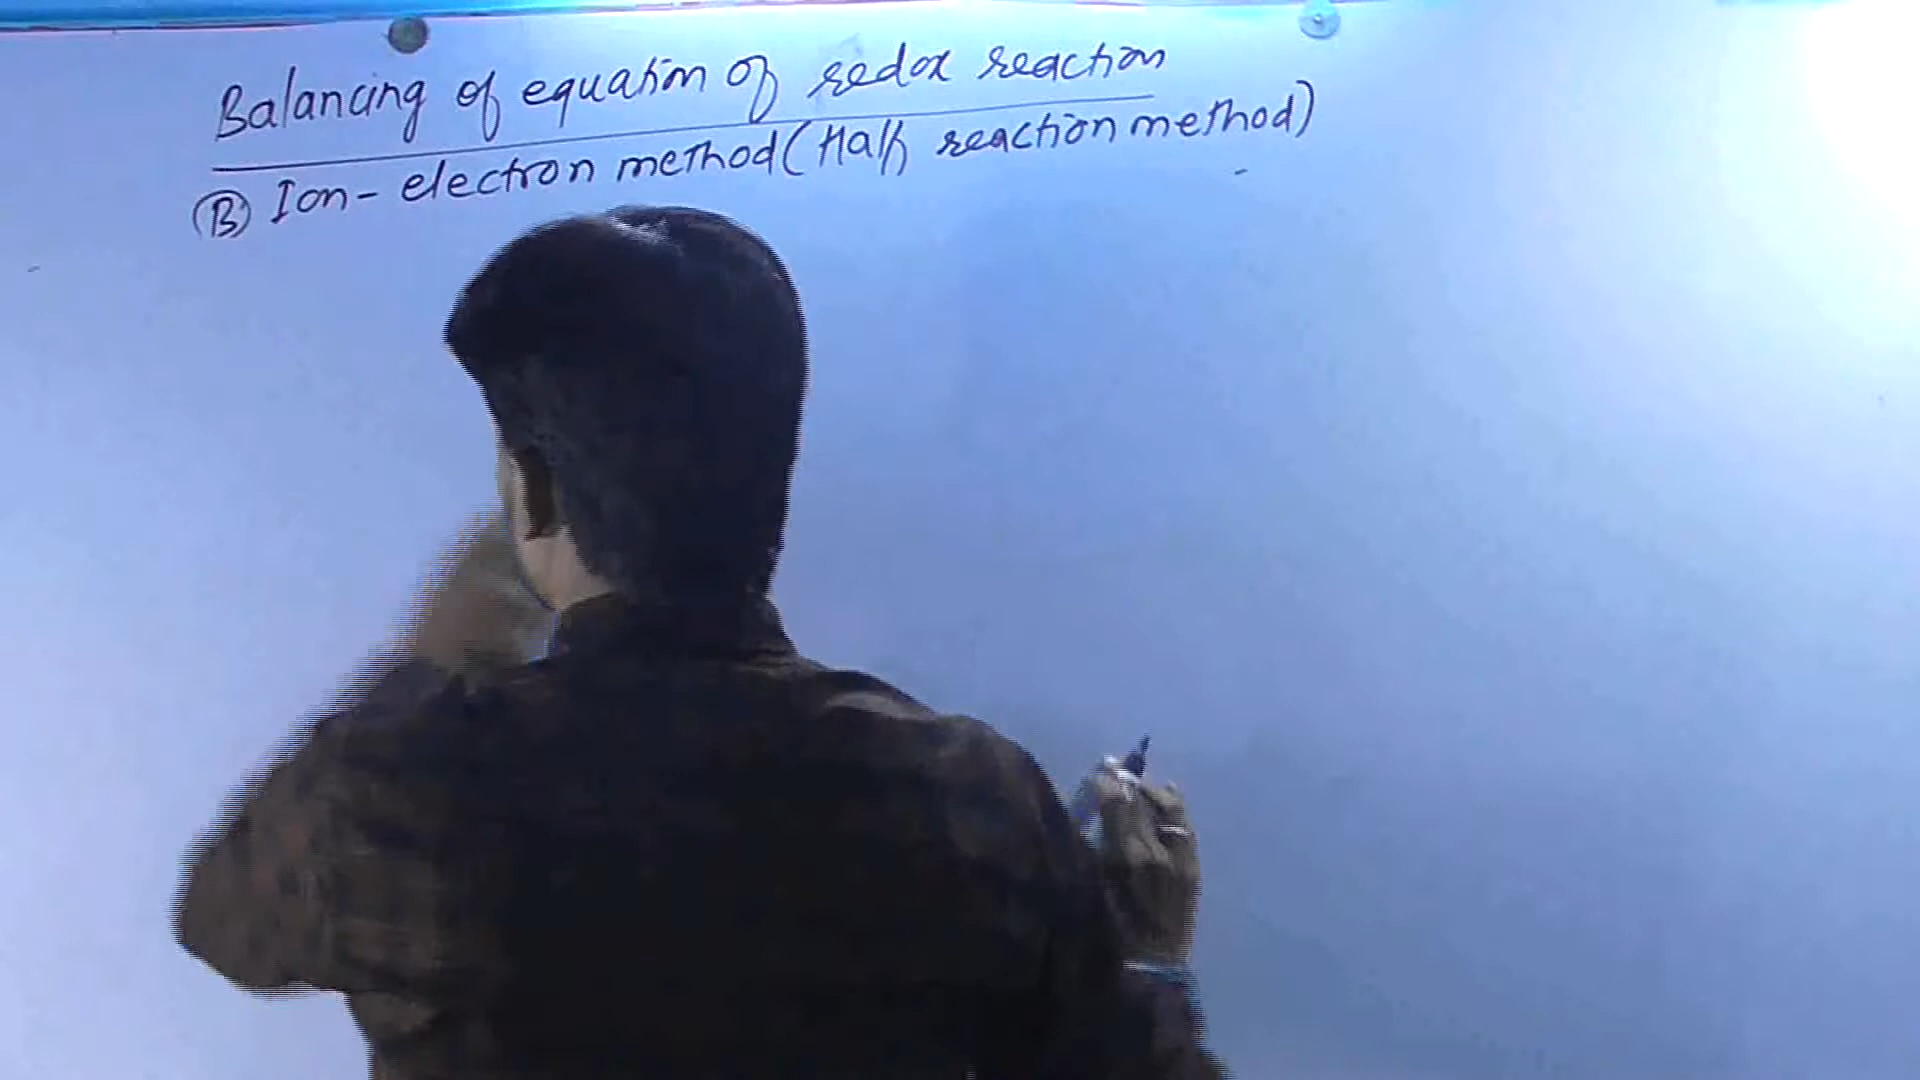 Balancing of equation of redox reaction
(B) Ion-electron method (Half reaction method)